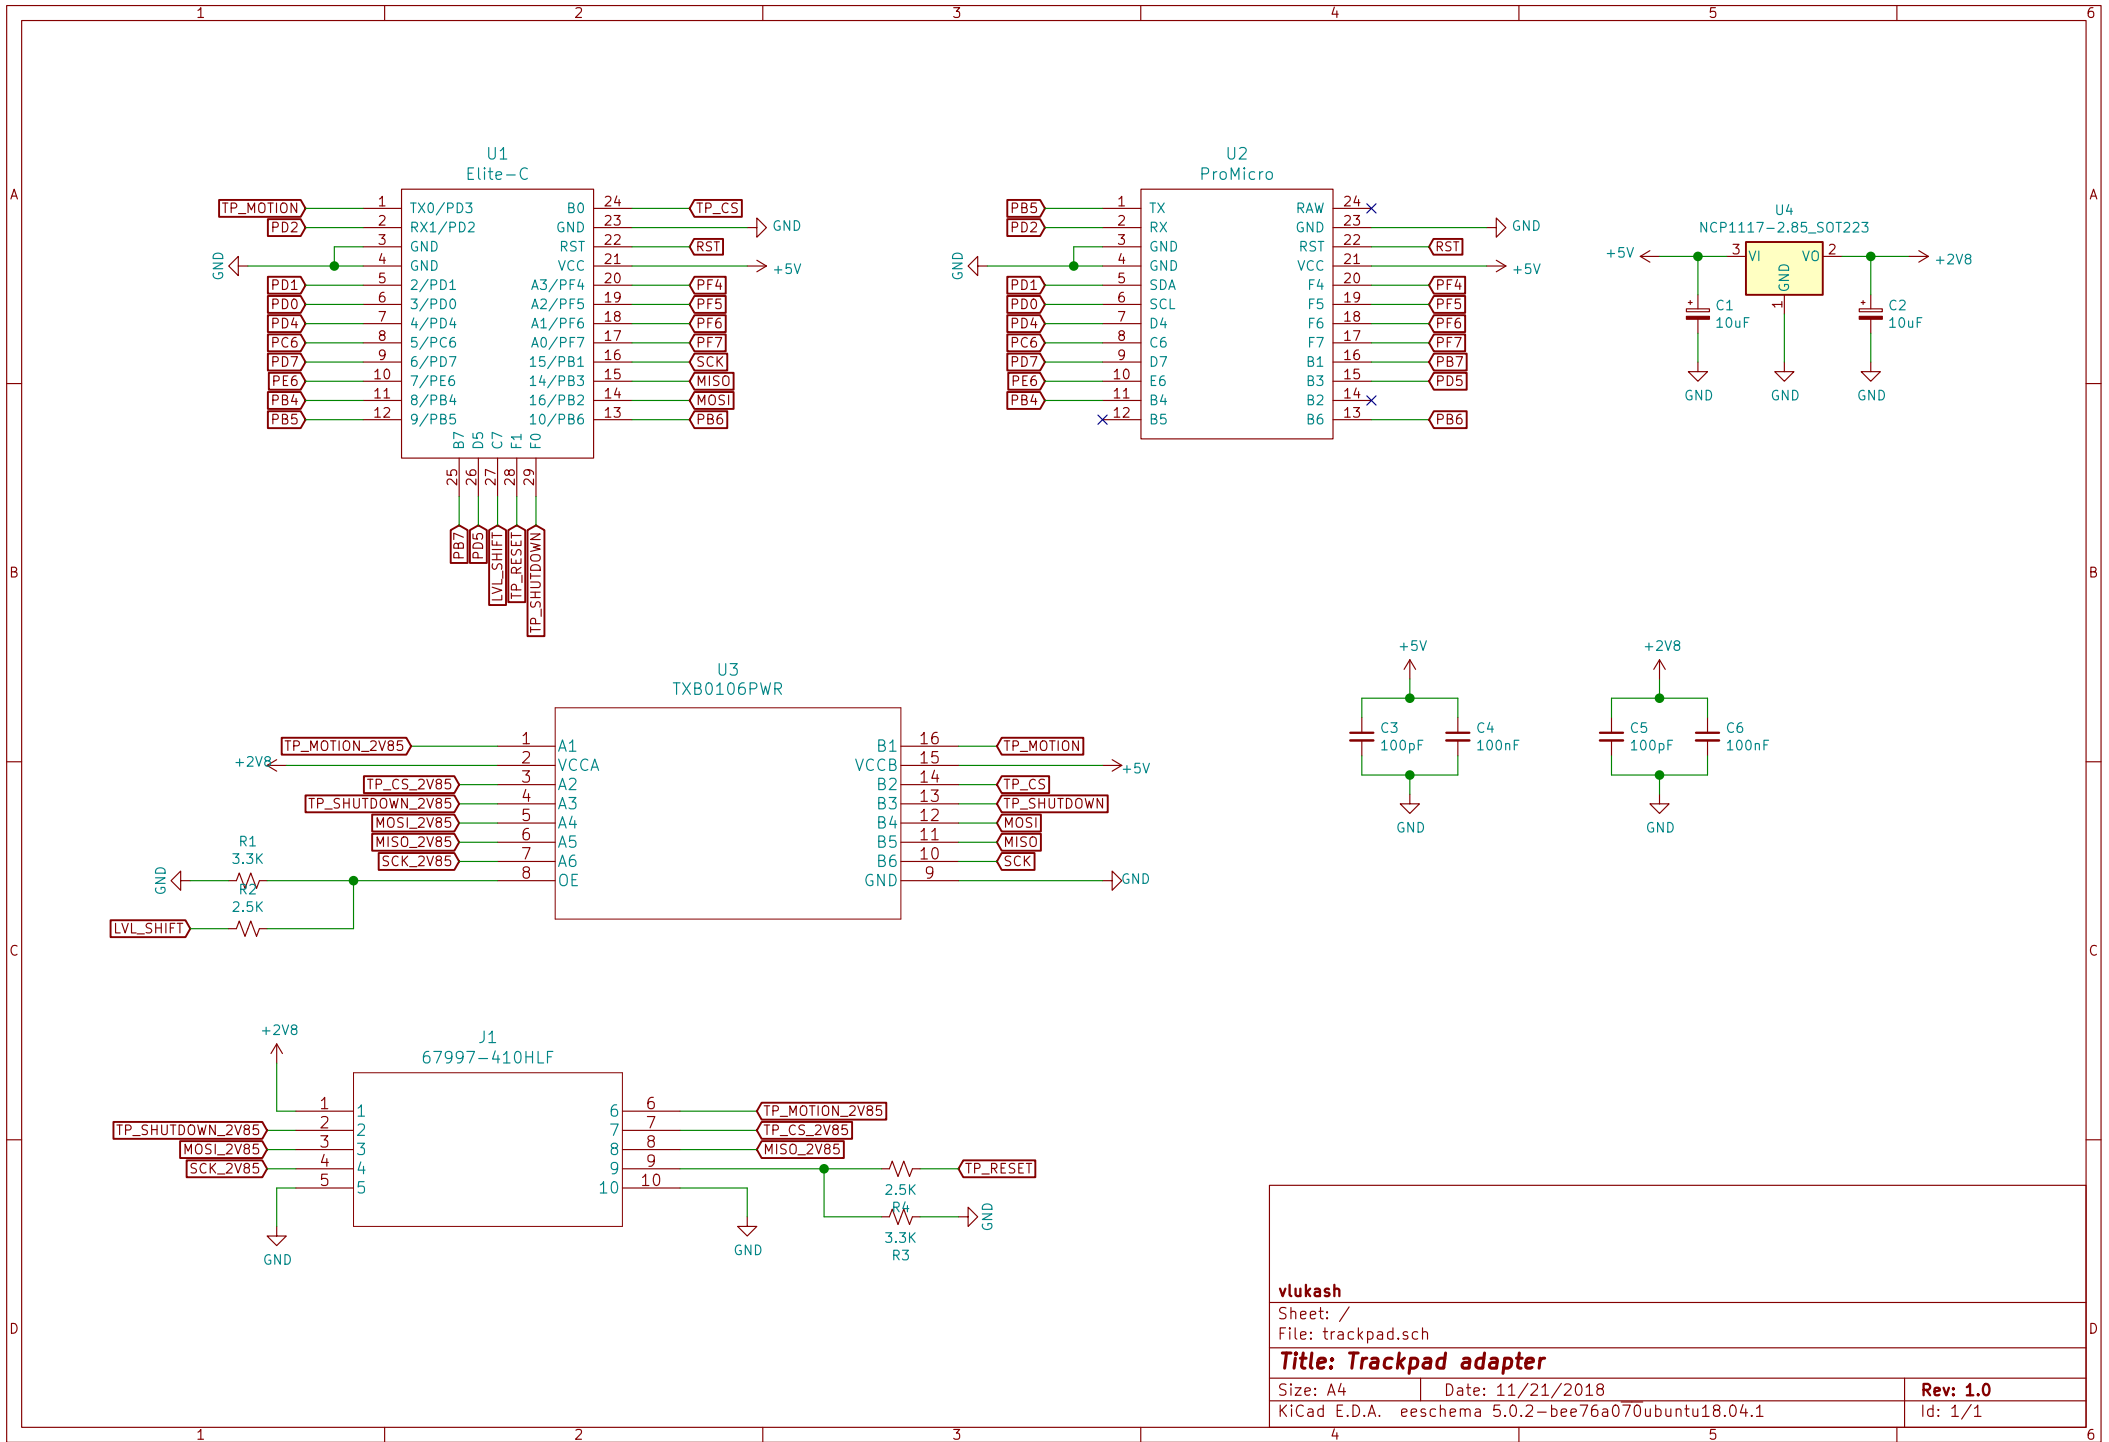 1 2 3 4 5 6
A
B
C
D
U1
Elite-C
TP_MOTION 1 TX0/PD3 B0 24 TP_CS
PD2 2 RX1/PD2 GND 23 GND
3 GND RST 22 RST
GND 4 GND VCC 21 +5V
PD1 5 2/PD1 A3/PF4 20 PF4
PD0 6 3/PD0 A2/PF5 19 PF5
PD4 7 4/PD4 A1/PF6 18 PF6
PC6 8 5/PC6 A0/PF7 17 PF7
PD7 9 6/PD7 15/PB1 16 SCK
PE6 10 7/PE6 14/PB3 15 MISO
PB4 11 8/PB4 16/PB2 14 MOSI
PB5 12 9/PB5 10/PB6 13 PB6
B7 D5 C7 F1 F0
25 26 27 28 29
PB7 PD5 LVL_SHIFT TP_RESET TP_SHUTDOWN
U2
ProMicro
PB5 1 TX RAW 24
PD2 2 RX GND 23 GND
3 GND RST 22 RST
GND 4 GND VCC 21 +5V
PD1 5 SDA F4 20 PF4
PD0 6 SCL F5 19 PF5
PD4 7 D4 F6 18 PF6
PC6 8 C6 F7 17 PF7
PD7 9 D7 B1 16 PB7
PE6 10 E6 B3 15 PD5
PB4 11 B4 B2 14
12 B5 B6 13 PB6
U4
NCP1117-2.85_SOT223
+5V 3 VI VO 2 +2V8
GND
1
C1
10uF
C2
10uF
GND GND GND
U3
TXB0106PWR
TP_MOTION_2V85 1 A1 B1 16 TP_MOTION
+2V8 2 VCCA VCCB 15 +5V
TP_CS_2V85 3 A2 B2 14 TP_CS
TP_SHUTDOWN_2V85 4 A3 B3 13 TP_SHUTDOWN
MOSI_2V85 5 A4 B4 12 MOSI
MISO_2V85 6 A5 B5 11 MISO
SCK_2V85 7 A6 B6 10 SCK
8 OE GND 9 GND
R1
3.3K
GND
R2
2.5K
LVL_SHIFT
+5V
C3
100pF
C4
100nF
GND
+2V8
C5
100pF
C6
100nF
GND
+2V8
J1
67997-410HLF
1 1 6 6 TP_MOTION_2V85
TP_SHUTDOWN_2V85 2 2 7 7 TP_CS_2V85
MOSI_2V85 3 3 8 8 MISO_2V85
SCK_2V85 4 4 9 9 TP_RESET
5 5 10 10
2.5K
R4
GND
3.3K
R3
GND
GND
vlukash
Sheet: /
File: trackpad.sch
Title: Trackpad adapter
Size: A4 Date: 11/21/2018 Rev: 1.0
KiCad E.D.A. eeschema 5.0.2-bee76a070ubuntu18.04.1 Id: 1/1
A
B
C
D
1 2 3 4 5 6